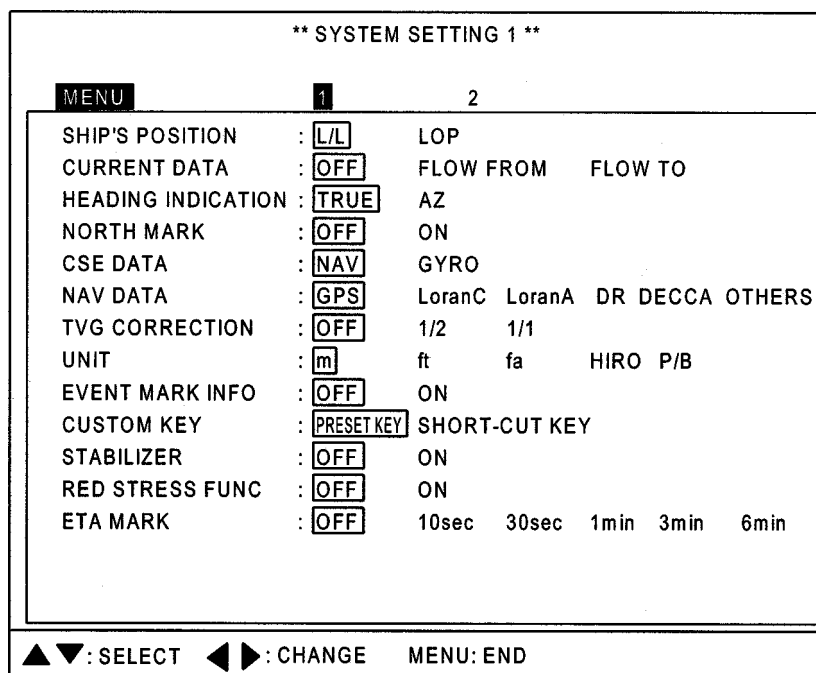 ** SYSTEM SETTING 1 **
MENU 1 2
SHIP'S POSITION : L/L LOP
CURRENT DATA : OFF FLOW FROM FLOW TO
HEADING INDICATION : TRUE AZ
NORTH MARK : OFF ON
CSE DATA : NAV GYRO
NAV DATA : GPS LoranC LoranA DR DECCA OTHERS
TVG CORRECTION : OFF 1/2 1/1
UNIT : m ft fa HIRO P/B
EVENT MARK INFO : OFF ON
CUSTOM KEY : PRESET KEY SHORT-CUT KEY
STABILIZER : OFF ON
RED STRESS FUNC : OFF ON
ETA MARK : OFF 10sec 30sec 1min 3min 6min
▲ ▼: SELECT ◀ ▶: CHANGE MENU: END